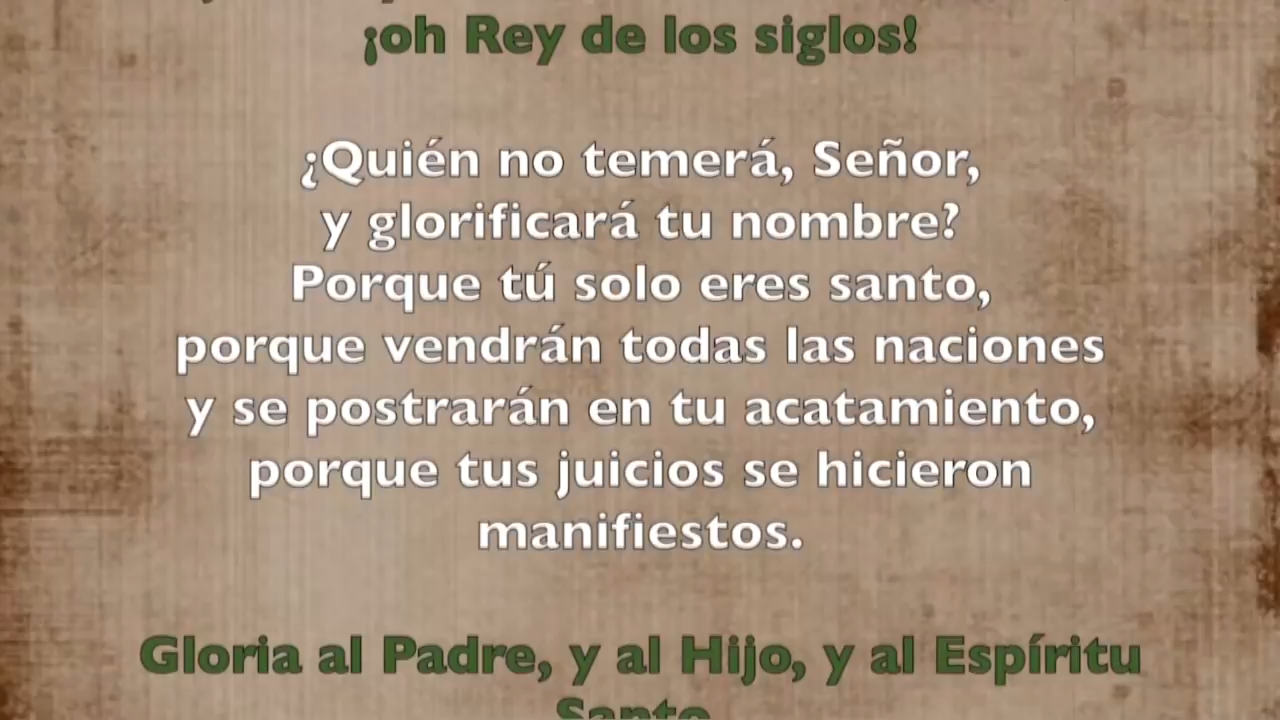 ¡oh Rey de los siglos!
¿Quién no temerá, Señor,
y glorificará tu nombre?
Porque tú solo eres santo,
porque vendrán todas las naciones
y se postrarán en tu acatamiento,
porque tus juicios se hicieron
manifiestos.
Gloria al Padre, y al Hijo, y al Espíritu
Santo